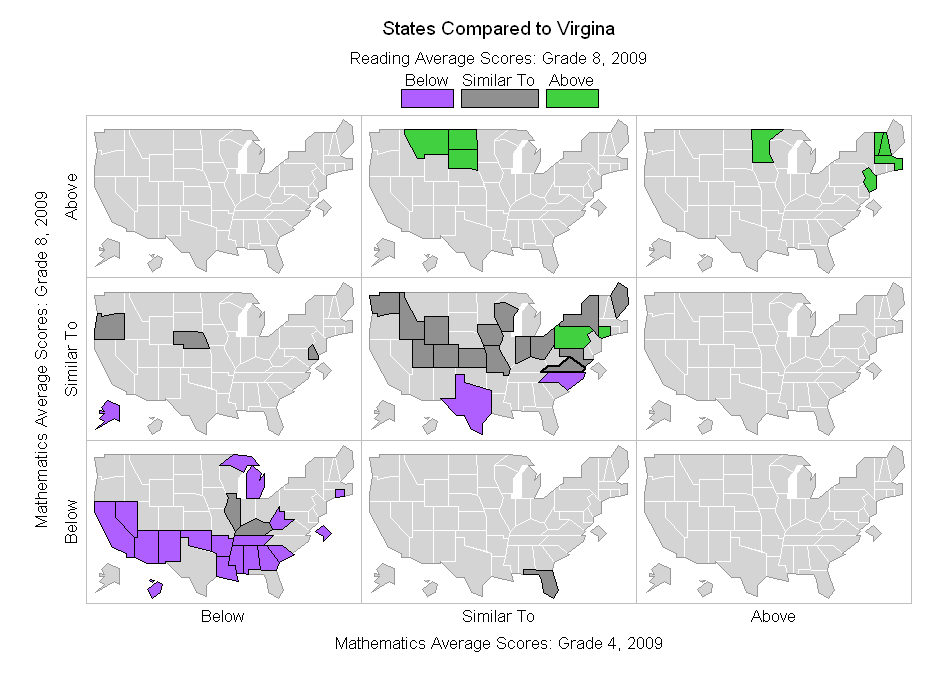 States Compared to Virgina
Reading Average Scores: Grade 8, 2009
Below Similar To Above
Mathematics Average Scores: Grade 8, 2009
Above
Similar To
Below
Below Similar To Above
Mathematics Average Scores: Grade 4, 2009